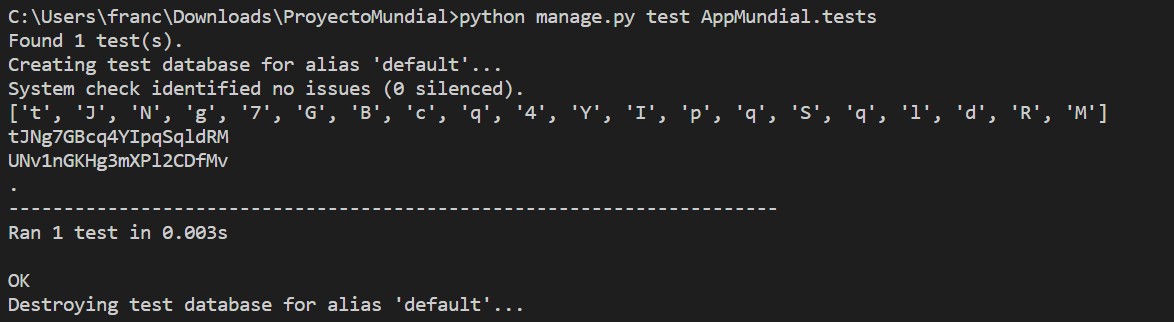 C:\Users\franc\Downloads\ProyectoMundial>python manage.py test AppMundial.tests
Found 1 test(s).
Creating test database for alias 'default'...
System check identified no issues (0 silenced).
['t', 'J', 'N', 'g', '7', 'G', 'B', 'c', 'q', '4', 'Y', 'I', 'p', 'q', 'S', 'q', 'l', 'd', 'R', 'M']
tJNg7GBcq4YIpqSqldRM
UNv1nGKHg3mXPl2CDfMv
.
----------------------------------------------------------------------
Ran 1 test in 0.003s
OK
Destroying test database for alias 'default'...